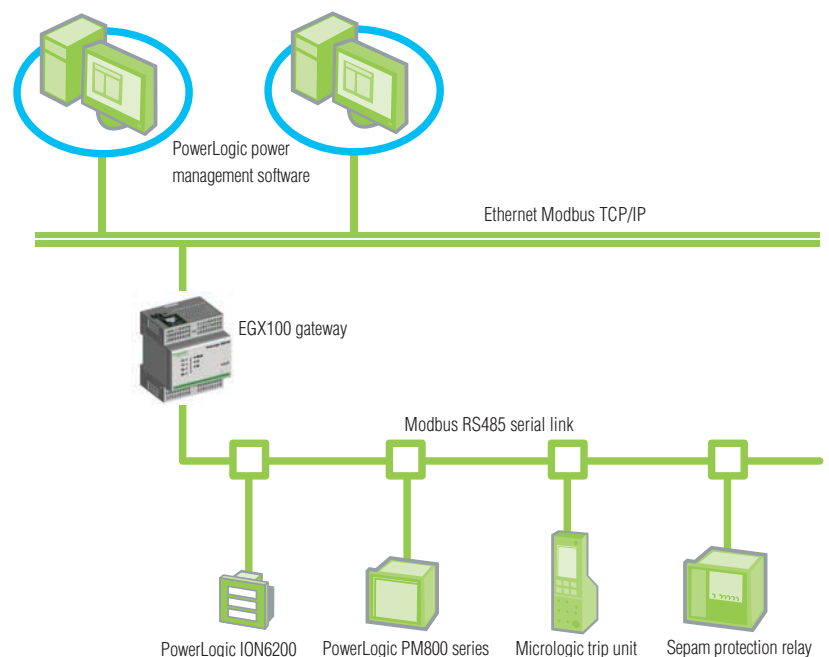 PowerLogic power
management software
Ethernet Modbus TCP/IP
EGX100 gateway
Modbus RS485 serial link
PowerLogic ION6200
PowerLogic PM800 series
Micrologic trip unit
Sepam protection relay